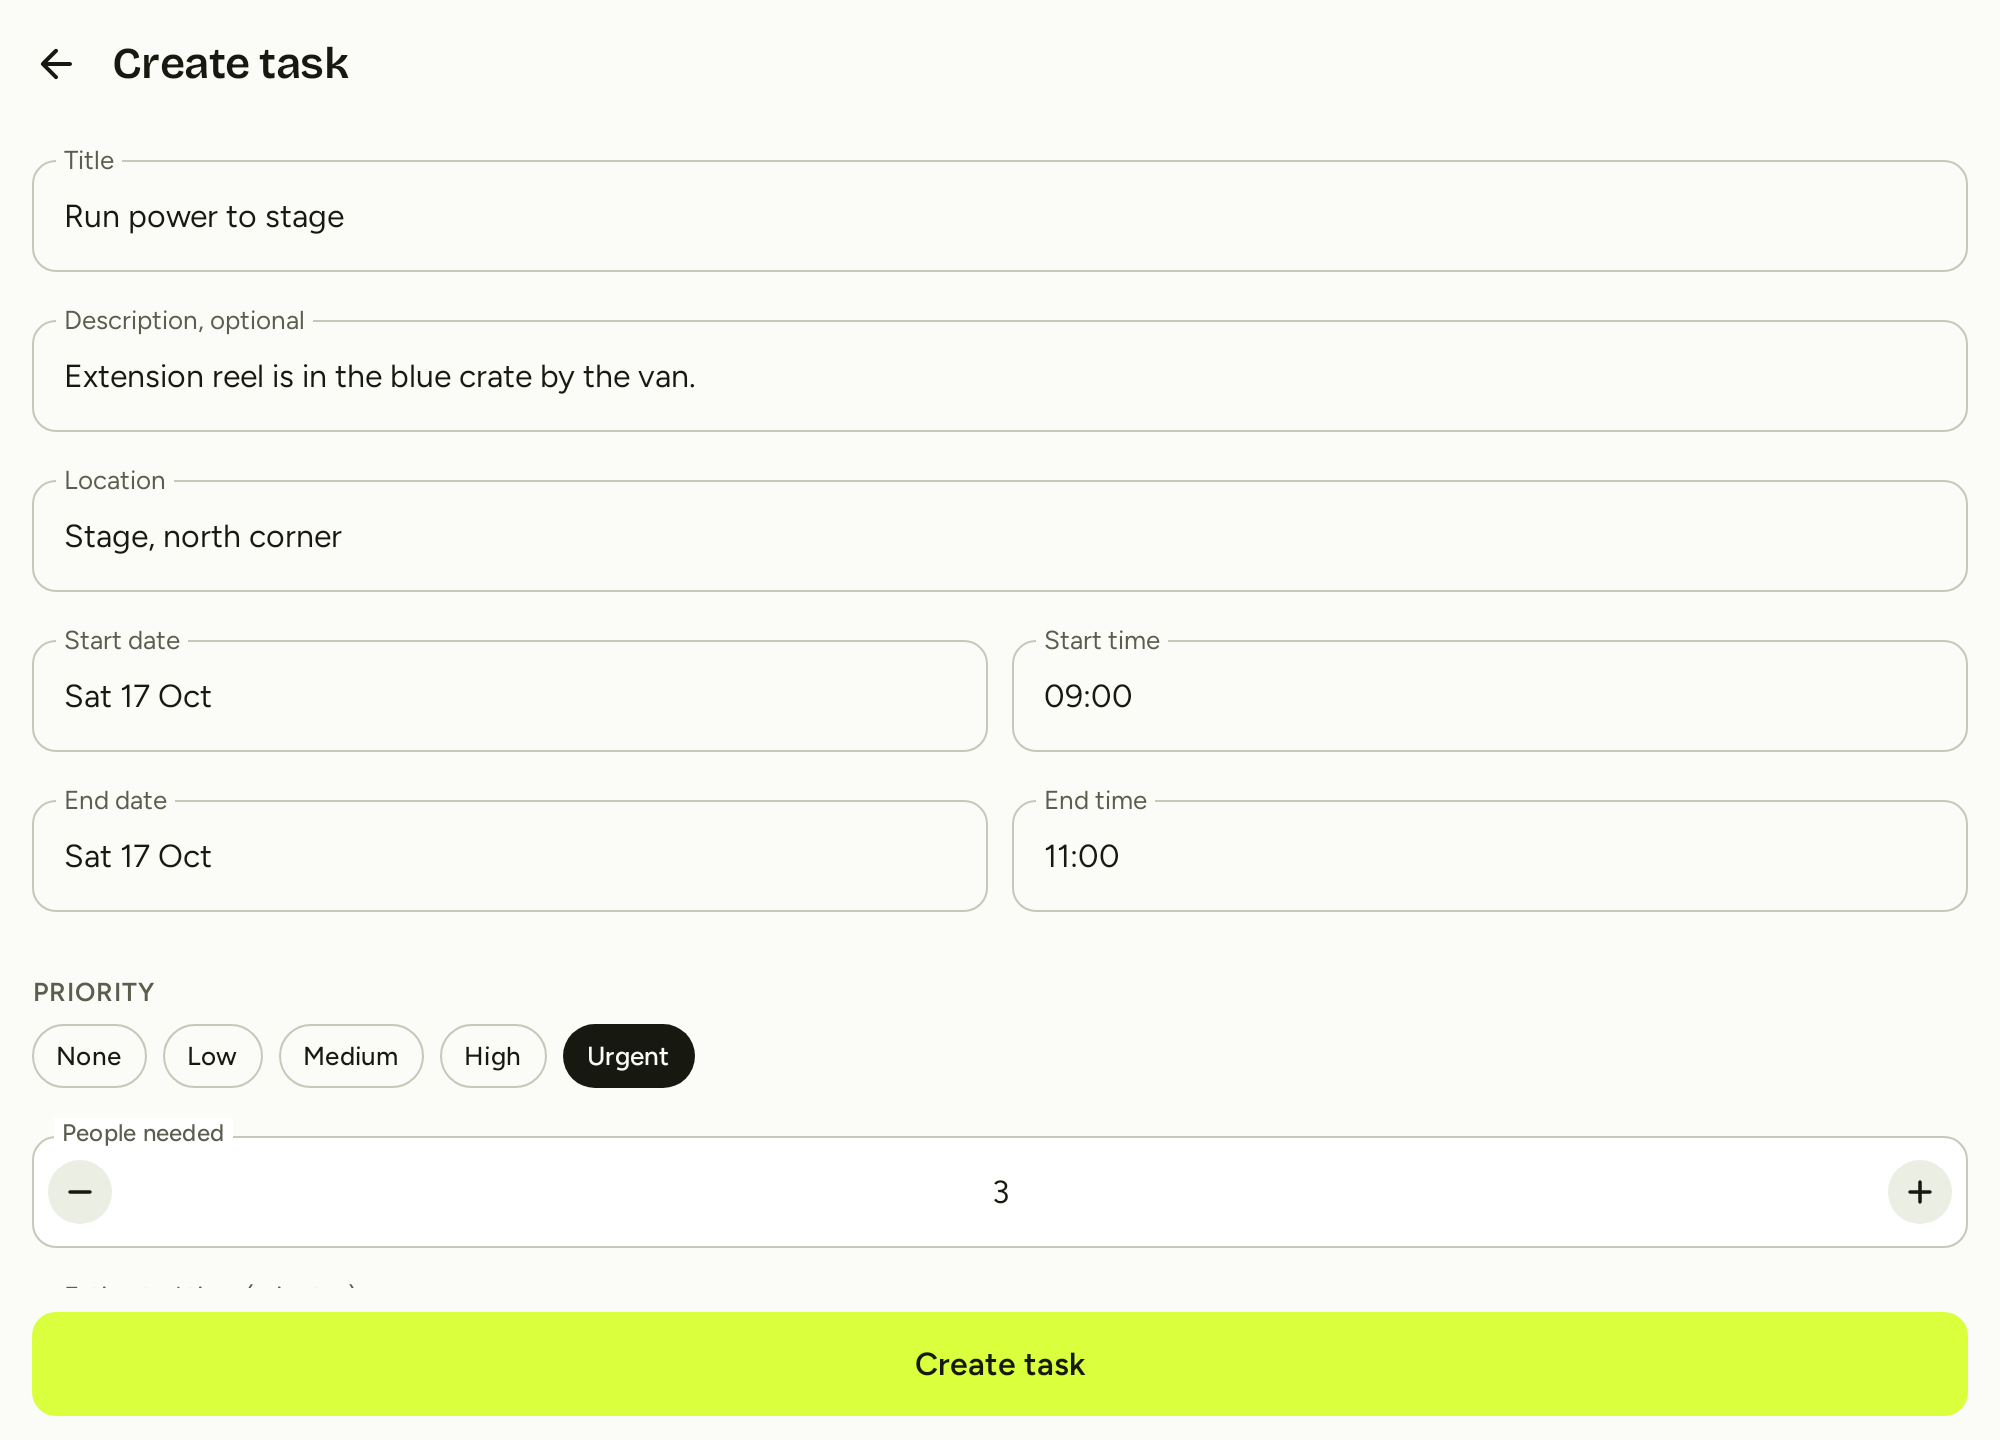 Create task
Title
Run power to stage
Description, optional
Extension reel is in the blue crate by the van.
Location
Stage, north corner
Start date
Start time
Sat 17 Oct
09:00
End date
End time
Sat 17 Oct
11:00
PRIORITY
None
Low
Medium
High
Urgent
People needed
3
Create task